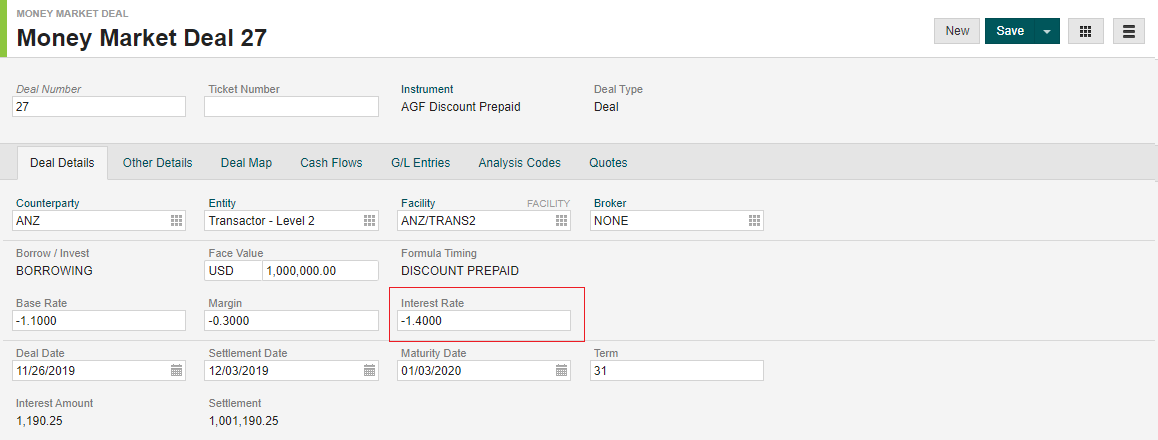 MONEY MARKET DEAL
Money Market Deal 27
New Save
Deal Number Ticket Number Instrument Deal Type
27 AGF Discount Prepaid Deal
Deal Details Other Details Deal Map Cash Flows G/L Entries Analysis Codes Quotes
Counterparty Entity Facility FACILITY Broker
ANZ Transactor - Level 2 ANZ/TRANS2 NONE
Borrow / Invest Face Value Formula Timing
BORROWING USD 1,000,000.00 DISCOUNT PREPAID
Base Rate Margin Interest Rate
-1.1000 -0.3000 -1.4000
Deal Date Settlement Date Maturity Date Term
11/26/2019 12/03/2019 01/03/2020 31
Interest Amount Settlement
1,190.25 1,001,190.25